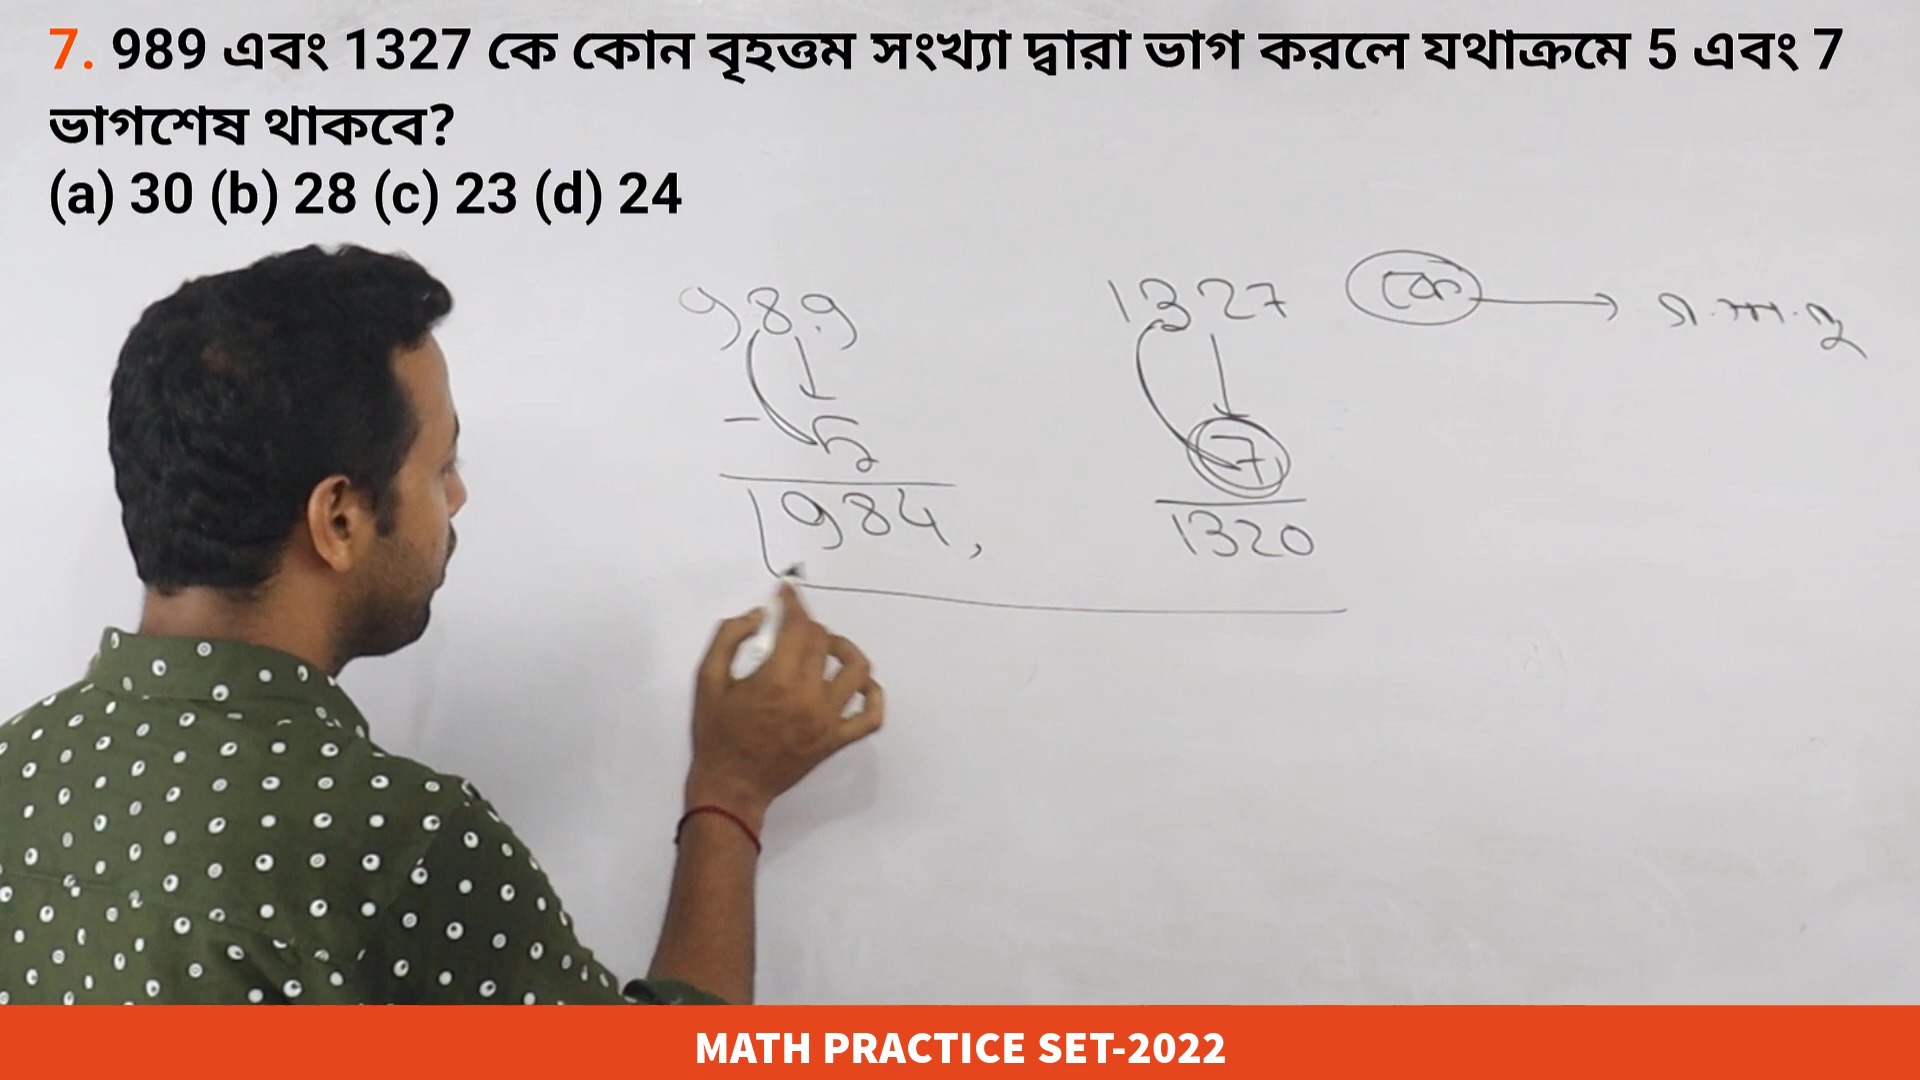 7. 989 এবং 1327 কে কোন বৃহত্তম সংখ্যা দ্বারা ভাগ করলে যথাক্রমে 5 এবং 7
ভাগশেষ থাকবে?
(a) 30 (b) 28 (c) 23 (d) 24
989 1327 কে → গ.সা.গু
- 5 7
984, 1320
MATH PRACTICE SET-2022